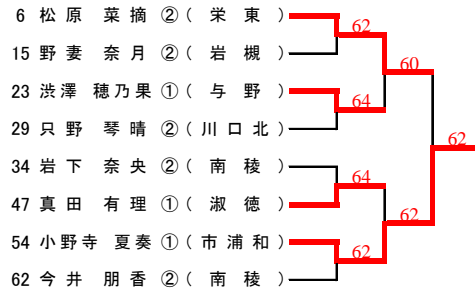 6 松原 菜摘 ② ( 栄東 ) 62
15 野妻 奈月 ② ( 岩槻 ) 60
23 渋澤 穂乃果 ① ( 与野 ) 64
29 只野 琴晴 ② ( 川口北 ) 62
34 岩下 奈央 ② ( 南稜 ) 64
47 真田 有理 ① ( 淑徳 ) 62
54 小野寺 夏奏 ① ( 市浦和 ) 62
62 今井 朋香 ② ( 南稜 )